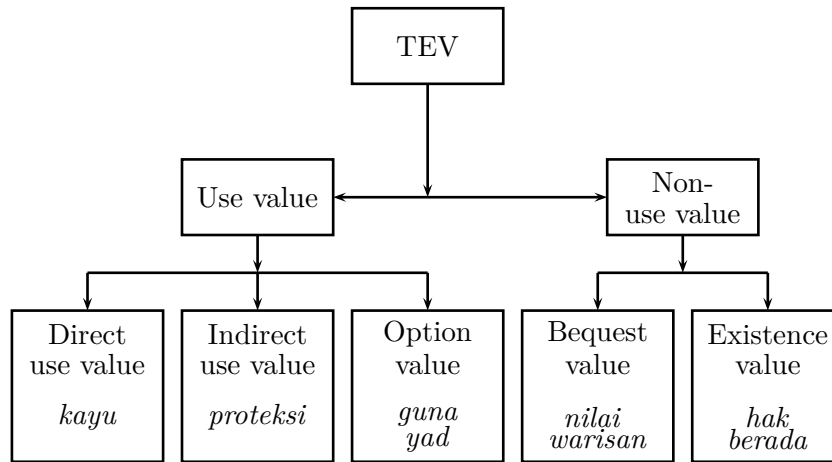 TEV
Use value
Non-
use value
Direct
use value
kayu
Indirect
use value
proteksi
Option
value
guna
yad
Bequest
value
nilai
warisan
Existence
value
hak
berada